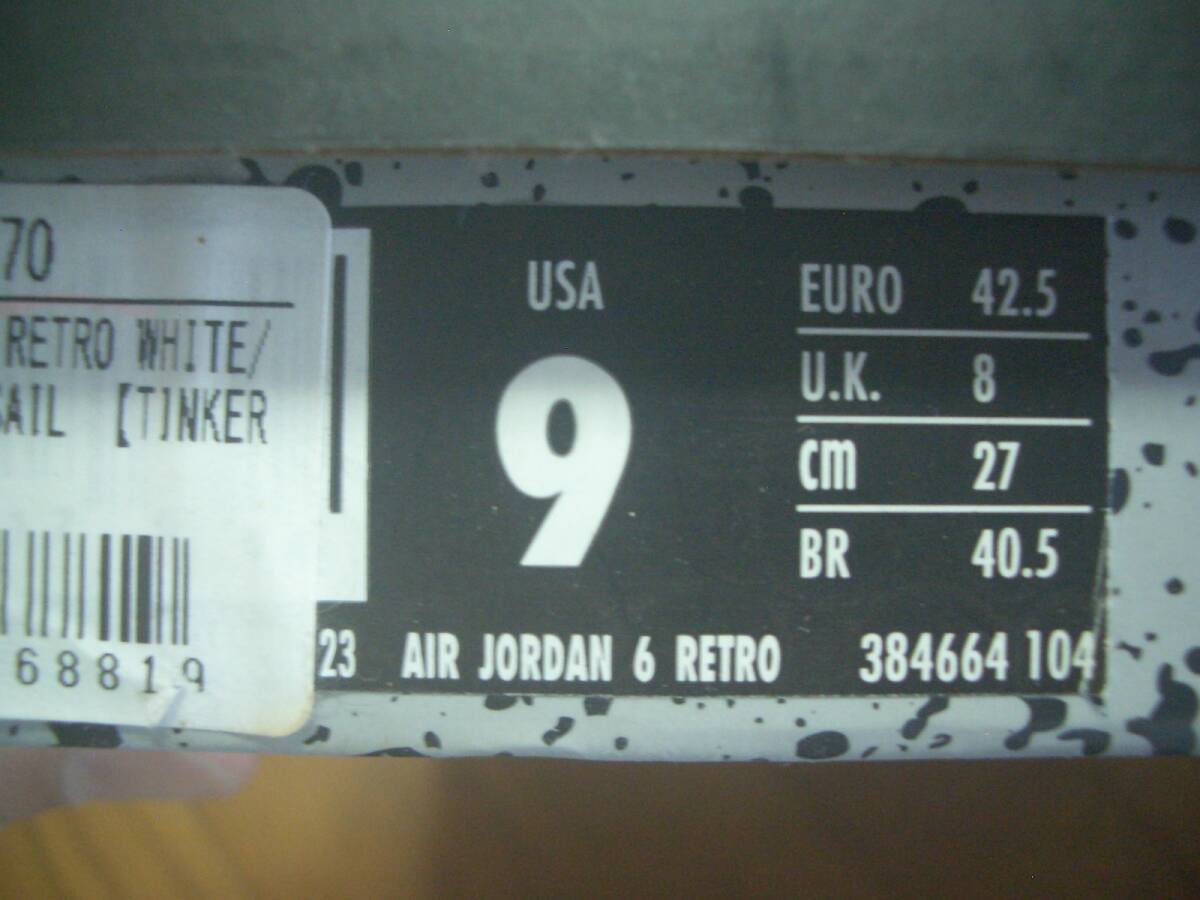 70
RETRO WHITE/
SAIL 【TINKER
68819
USA
9
EURO 42.5
U.K. 8
cm 27
BR 40.5
23 AIR JORDAN 6 RETRO 384664 104